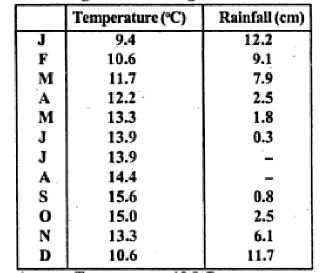 Temperature (°C) Rainfall (cm)
J 9.4 12.2
F 10.6 9.1
M 11.7 7.9
A 12.2 2.5
M 13.3 1.8
J 13.9 0.3
J 13.9 –
A 14.4 –
S 15.6 0.8
O 15.0 2.5
N 13.3 6.1
D 10.6 11.7